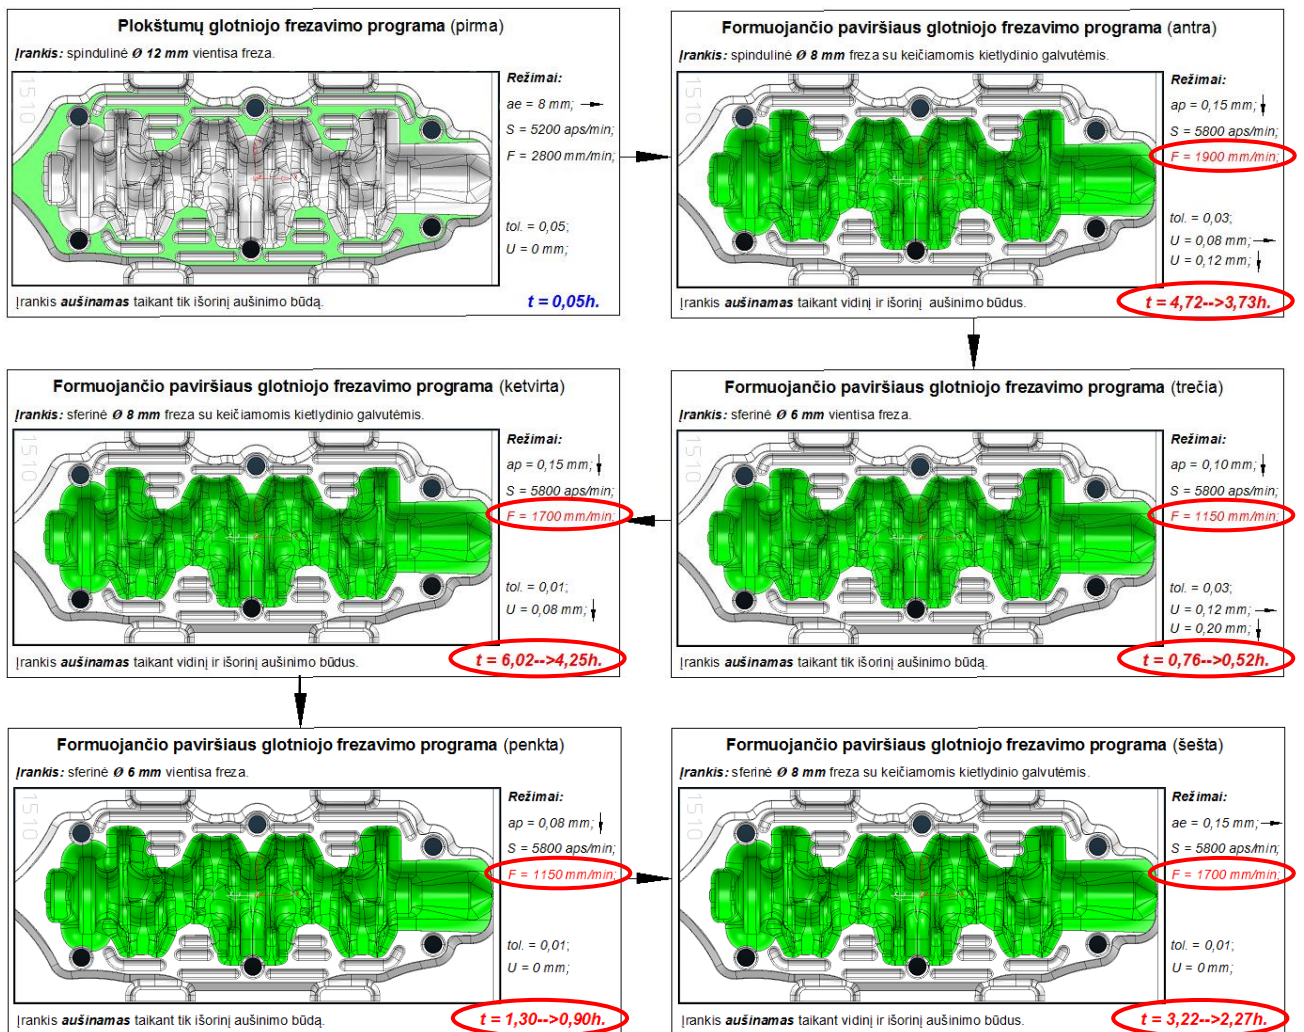 Plokštumų glotniojo frezavimo programa (pirma)
Įrankis: spindulinė Ø 12 mm vientisa freza.
1510
Režimai:
ae = 8 mm;
S = 5200 aps/min;
F = 2800 mm/min;
tol. = 0,05;
U = 0 mm;
Įrankis aušinamas taikant tik išorinį aušinimo būdą.
t = 0,05h.
Formuojančio paviršiaus glotniojo frezavimo programa (antra)
Įrankis: spindulinė Ø 8 mm freza su keičiamomis kietlydinio galvutėmis.
1510
Režimai:
ap = 0,15 mm;
S = 5800 aps/min;
F = 1900 mm/min;
tol. = 0,03;
U = 0,08 mm;
U = 0,12 mm;
Įrankis aušinamas taikant vidinį ir išorinį aušinimo būdus.
t = 4,72-->3,73h.
Formuojančio paviršiaus glotniojo frezavimo programa (ketvirta)
Įrankis: sferinė Ø 8 mm freza su keičiamomis kietlydinio galvutėmis.
1510
Režimai:
ap = 0,15 mm;
S = 5800 aps/min;
F = 1700 mm/min;
tol. = 0,01;
U = 0,08 mm;
Įrankis aušinamas taikant vidinį ir išorinį aušinimo būdus.
t = 6,02-->4,25h.
Formuojančio paviršiaus glotniojo frezavimo programa (trečia)
Įrankis: sferinė Ø 6 mm vientisa freza.
1510
Režimai:
ap = 0,10 mm;
S = 5800 aps/min;
F = 1150 mm/min;
tol. = 0,03;
U = 0,12 mm;
U = 0,20 mm;
Įrankis aušinamas taikant tik išorinį aušinimo būdą.
t = 0,76-->0,52h.
Formuojančio paviršiaus glotniojo frezavimo programa (penkta)
Įrankis: sferinė Ø 6 mm vientisa freza.
1510
Režimai:
ap = 0,08 mm;
S = 5800 aps/min;
F = 1150 mm/min;
tol. = 0,01;
U = 0 mm;
Įrankis aušinamas taikant tik išorinį aušinimo būdą.
t = 1,30-->0,90h.
Formuojančio paviršiaus glotniojo frezavimo programa (šešta)
Įrankis: sferinė Ø 8 mm freza su keičiamomis kietlydinio galvutėmis.
1510
Režimai:
ae = 0,15 mm;
S = 5800 aps/min;
F = 1700 mm/min;
tol. = 0,01;
U = 0 mm;
Įrankis aušinamas taikant vidinį ir išorinį aušinimo būdus.
t = 3,22-->2,27h.